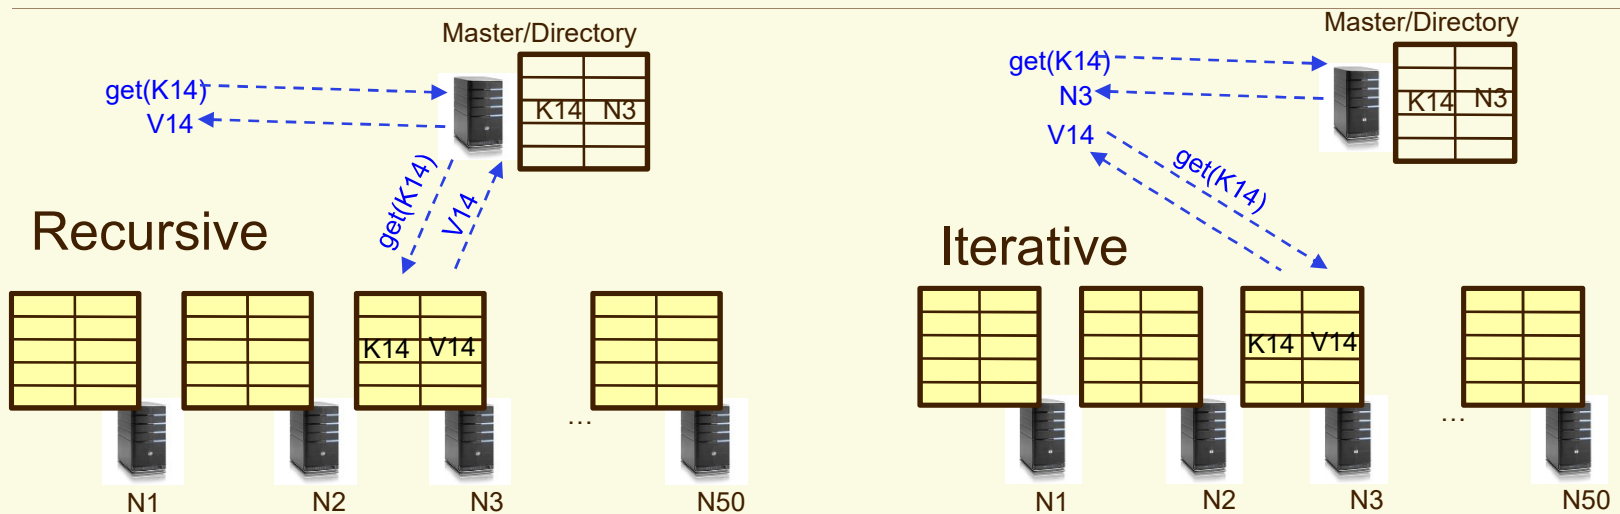 Master/Directory
get(K14)
V14
K14 N3
get(K14)
V14
Recursive
K14 V14
...
N1 N2 N3 N50
Master/Directory
get(K14)
N3
V14
K14 N3
get(K14)
Iterative
K14 V14
...
N1 N2 N3 N50